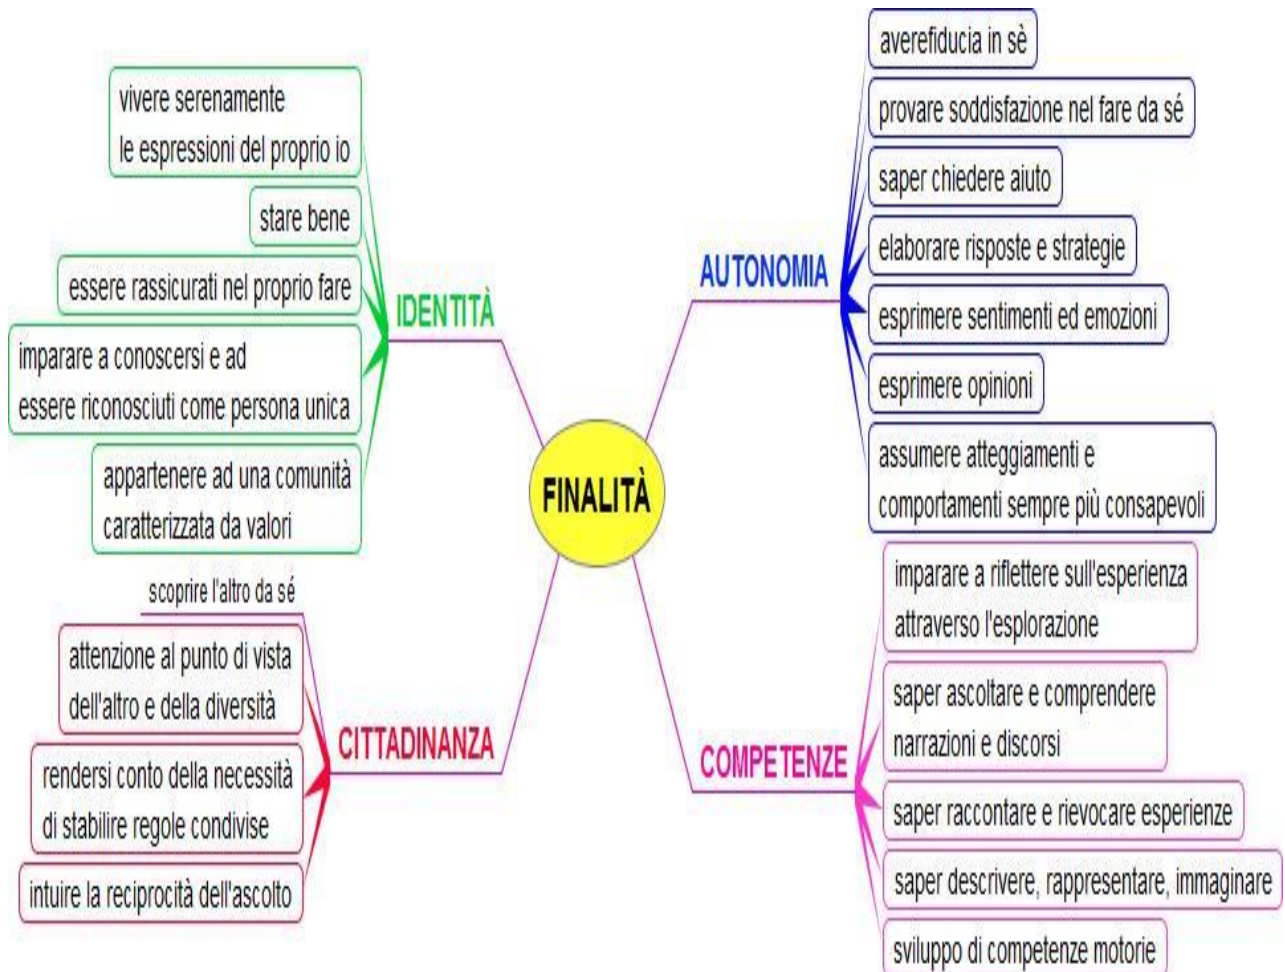 vivere serenamente
le espressioni del proprio io
stare bene
essere rassicurati nel proprio fare
imparare a conoscersi e ad
essere riconosciuti come persona unica
appartenere ad una comunità
caratterizzata da valori
IDENTITÀ
averefiducia in sè
provare soddisfazione nel fare da sé
saper chiedere aiuto
elaborare risposte e strategie
esprimere sentimenti ed emozioni
esprimere opinioni
assumere atteggiamenti e
comportamenti sempre più consapevoli
AUTONOMIA
FINALITÀ
scoprire l'altro da sé
attenzione al punto di vista
dell'altro e della diversità
rendersi conto della necessità
di stabilire regole condivise
intuire la reciprocità dell'ascolto
CITTADINANZA
COMPETENZE
imparare a riflettere sull'esperienza
attraverso l'esplorazione
saper ascoltare e comprendere
narrazioni e discorsi
saper raccontare e rievocare esperienze
saper descrivere, rappresentare, immaginare
sviluppo di competenze motorie